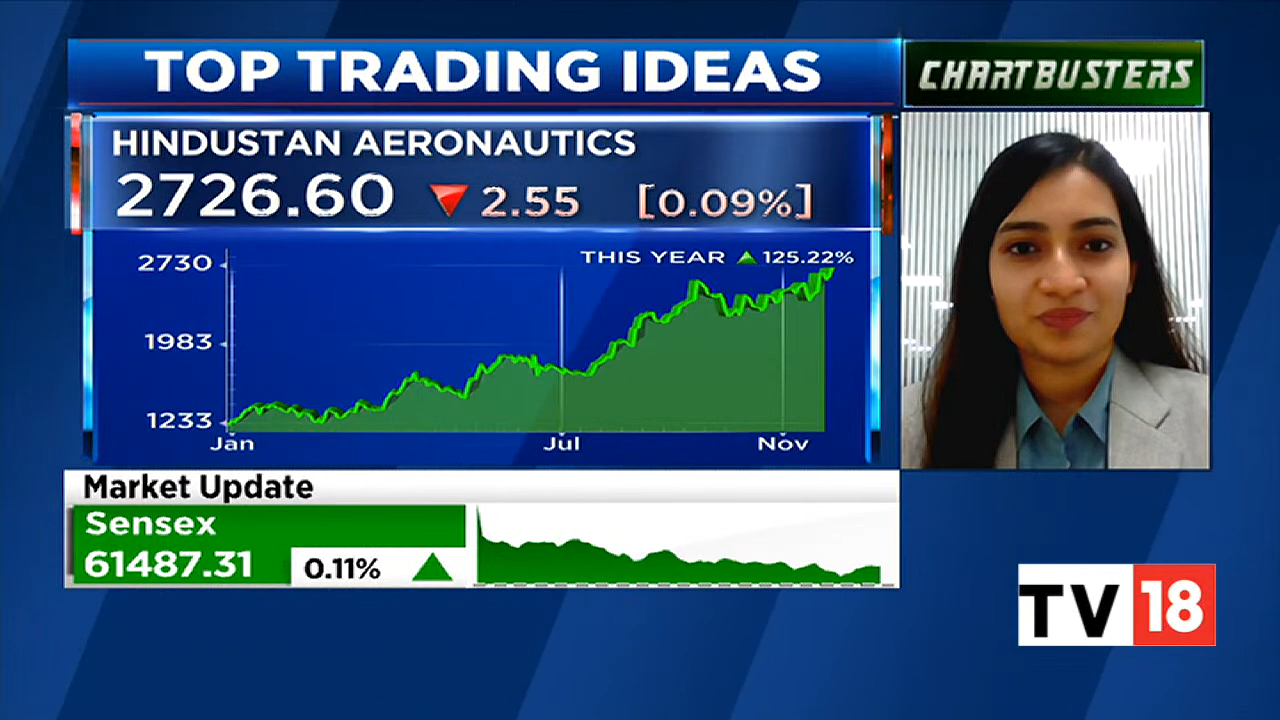 TOP TRADING IDEAS
CHARTBUSTERS
HINDUSTAN AERONAUTICS
2726.60 ▼ 2.55 [0.09%]
THIS YEAR ▲ 125.22%
2730
1983
1233
Jan Jul Nov
Market Update
Sensex
61487.31 0.11% ▲
TV18